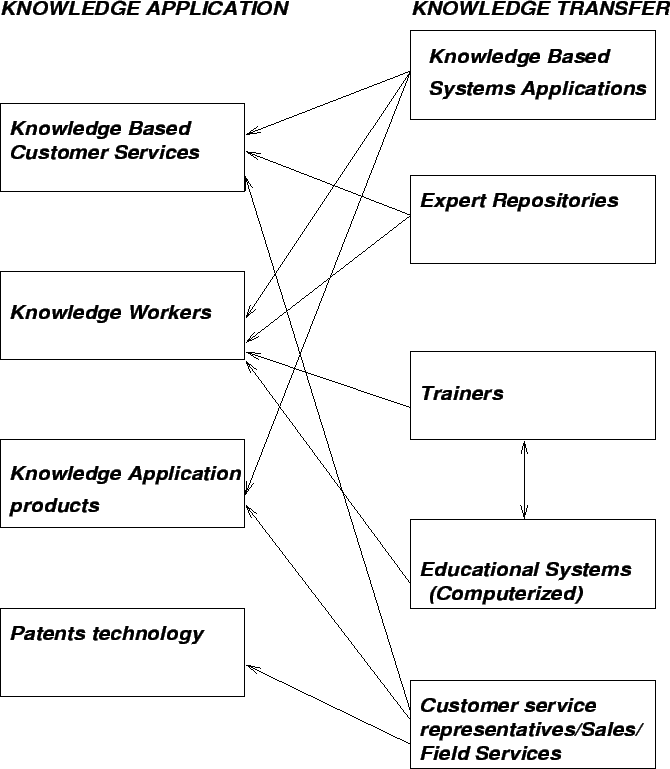 KNOWLEDGE APPLICATION
Knowledge Based
Customer Services
Knowledge Workers
Knowledge Application
products
Patents technology
KNOWLEDGE TRANSFER
Knowledge Based
Systems Applications
Expert Repositories
Trainers
Educational Systems
(Computerized)
Customer service
representatives/Sales/
Field Services